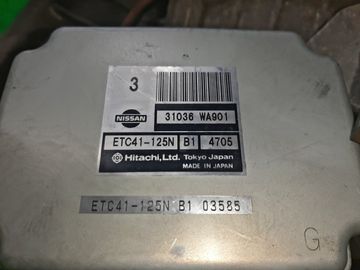 3
NISSAN
31036 WA901
ETC41-125N B1 4705
Hitachi, Ltd. Tokyo Japan
MADE IN JAPAN
ETC41-125N B1 03585
G